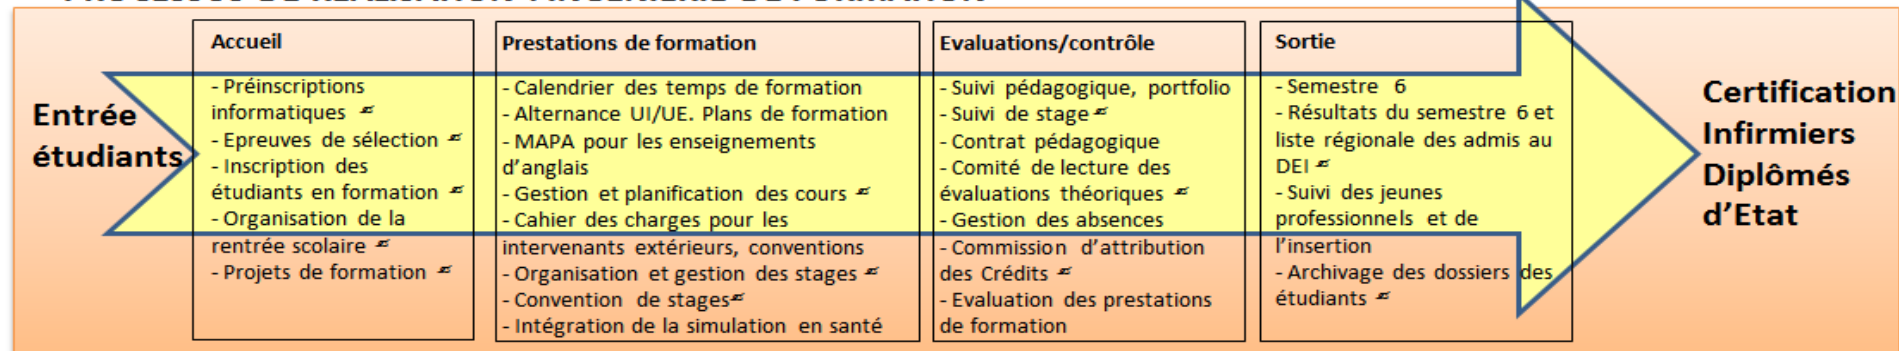 Entrée
étudiants
Accueil
- Préinscriptions
informatiques
- Epreuves de sélection
- Inscription des
étudiants en formation
- Organisation de la
rentrée scolaire
- Projets de formation
Prestations de formation
- Calendrier des temps de formation
- Alternance UI/UE. Plans de formation
- MAPA pour les enseignements
d’anglais
- Gestion et planification des cours
- Cahier des charges pour les
intervenants extérieurs, conventions
- Organisation et gestion des stages
- Convention de stages
- Intégration de la simulation en santé
Evaluations/contrôle
- Suivi pédagogique, portfolio
- Suivi de stage
- Contrat pédagogique
- Comité de lecture des
évaluations théoriques
- Gestion des absences
- Commission d’attribution
des Crédits
- Evaluation des prestations
de formation
Sortie
- Semestre 6
- Résultats du semestre 6 et
liste régionale des admis au
DEI
- Suivi des jeunes
professionnels et de
l’insertion
- Archivage des dossiers des
étudiants
Certification
Infirmiers
Diplômés
d’Etat